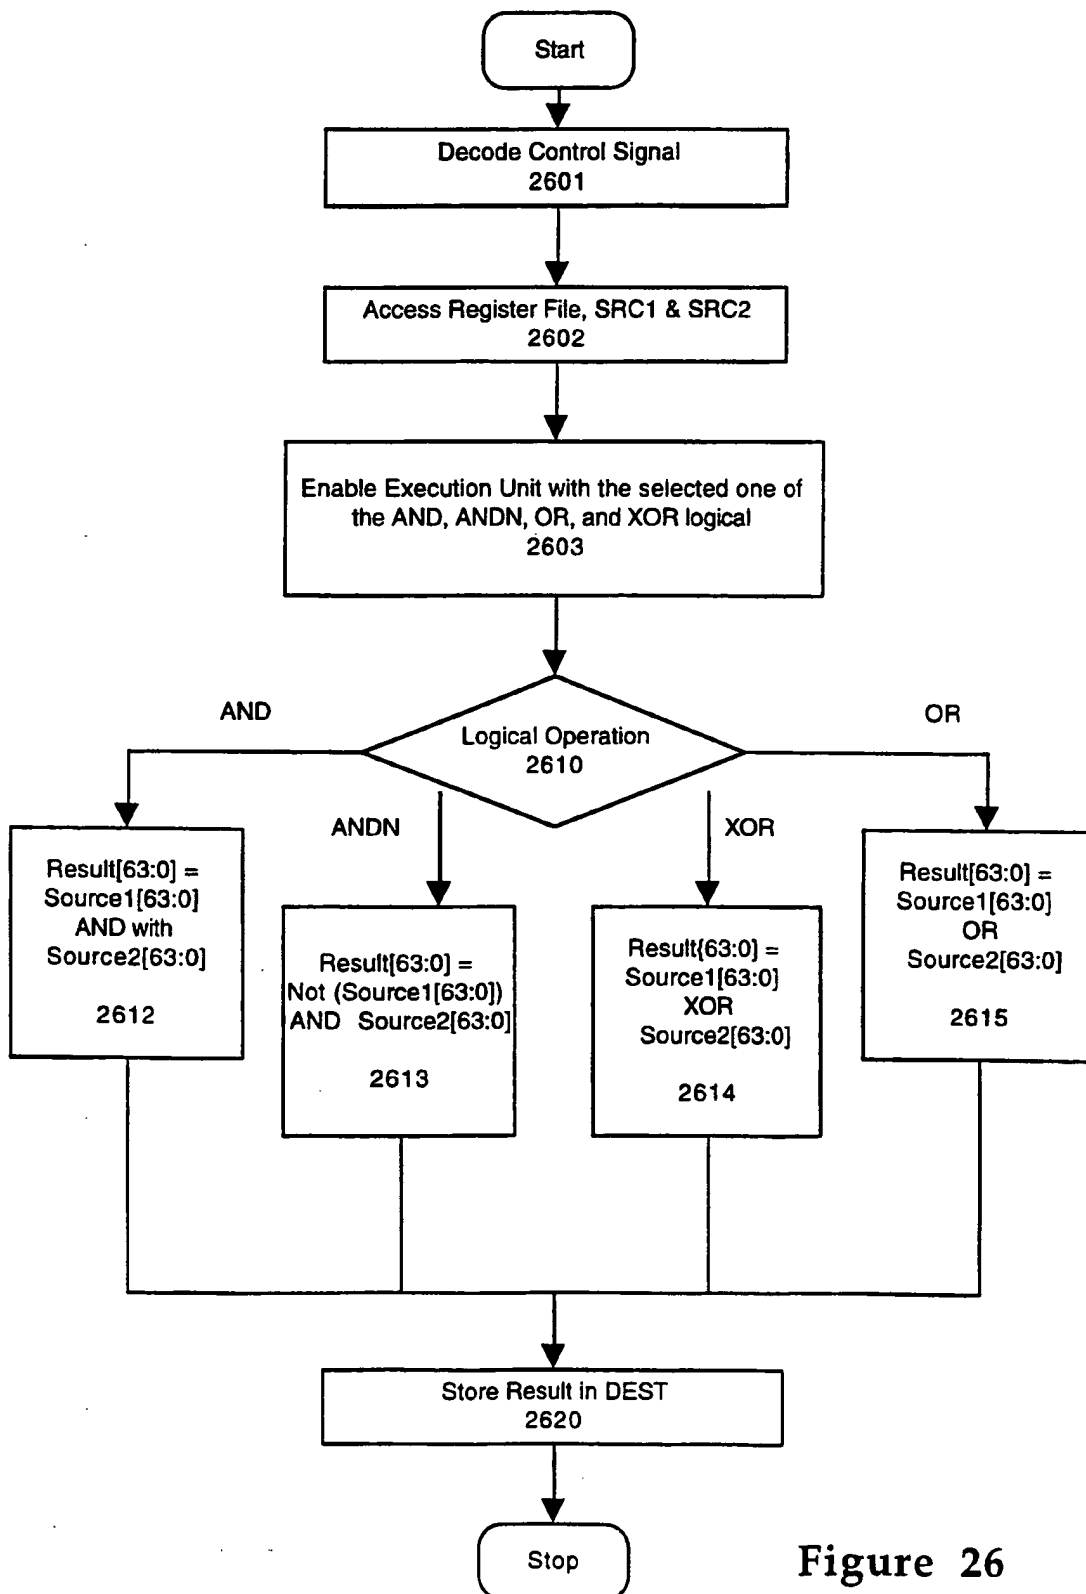 Start
Decode Control Signal
2601
Access Register File, SRC1 & SRC2
2602
Enable Execution Unit with the selected one of
the AND, ANDN, OR, and XOR logical
2603
Logical Operation
2610
AND
OR
ANDN
XOR
Result[63:0] =
Source1[63:0]
AND with
Source2[63:0]
2612
Result[63:0] =
Not (Source1[63:0])
AND Source2[63:0]
2613
Result{63:0] =
Source1[63:0]
XOR
Source2[63:0]
2614
Result[63:0] =
Source1[63:0]
OR
Source2[63:0]
2615
Store Result in DEST
2620
Stop
Figure 26